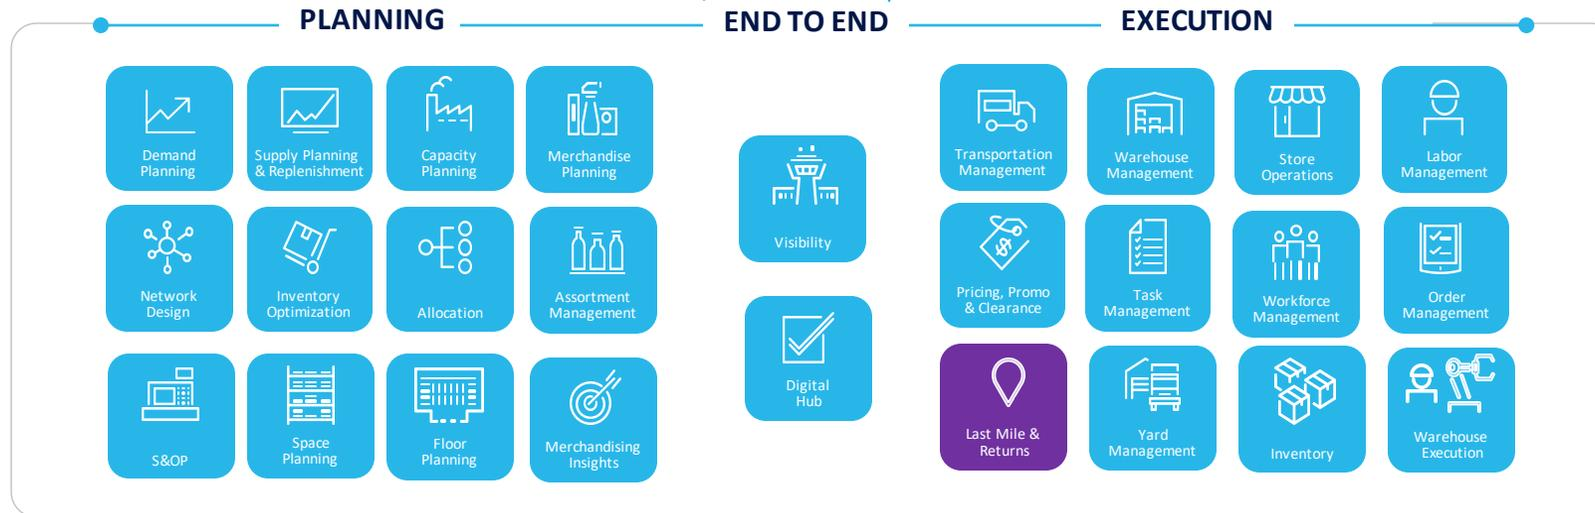 PLANNING
END TO END
EXECUTION
Demand
Planning
Supply Planning
& Replenishment
Capacity
Planning
Merchandise
Planning
Network
Design
Inventory
Optimization
Allocation
Assortment
Management
S&OP
Space
Planning
Floor
Planning
Merchandising
Insights
Visibility
Digital
Hub
Transportation
Management
Warehouse
Management
Store
Operations
Labor
Management
$
Pricing, Promo
& Clearance
Task
Management
Workforce
Management
Order
Management
Last Mile &
Returns
Yard
Management
Inventory
Warehouse
Execution